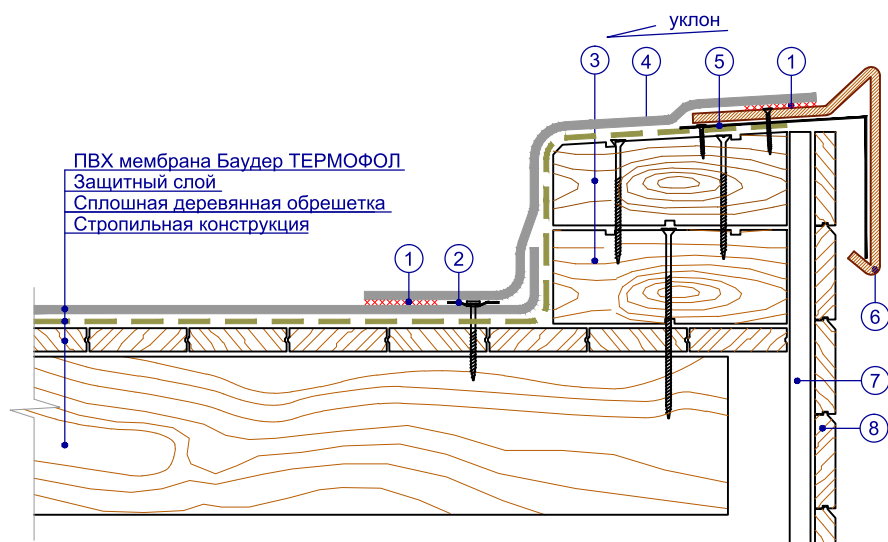 уклон
3
4
5
1
ПВХ мембрана Баудер ТЕРМОФОЛ
Защитный слой
Сплошная деревянная обрешетка
Стропильная конструкция
1
2
6
7
8